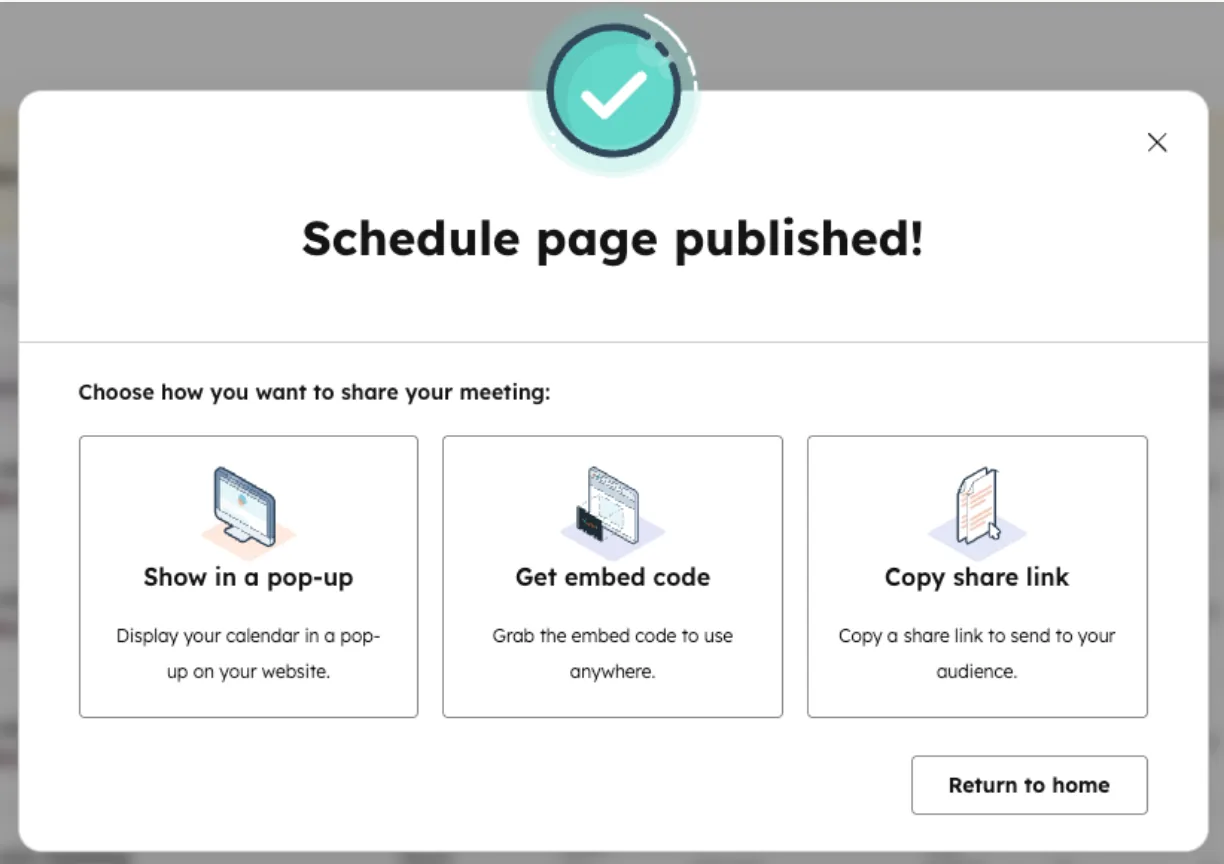 Schedule page published!
Choose how you want to share your meeting:
Show in a pop-up
Display your calendar in a pop-
up on your website.
Get embed code
Grab the embed code to use
anywhere.
Copy share link
Copy a share link to send to your
audience.
Return to home